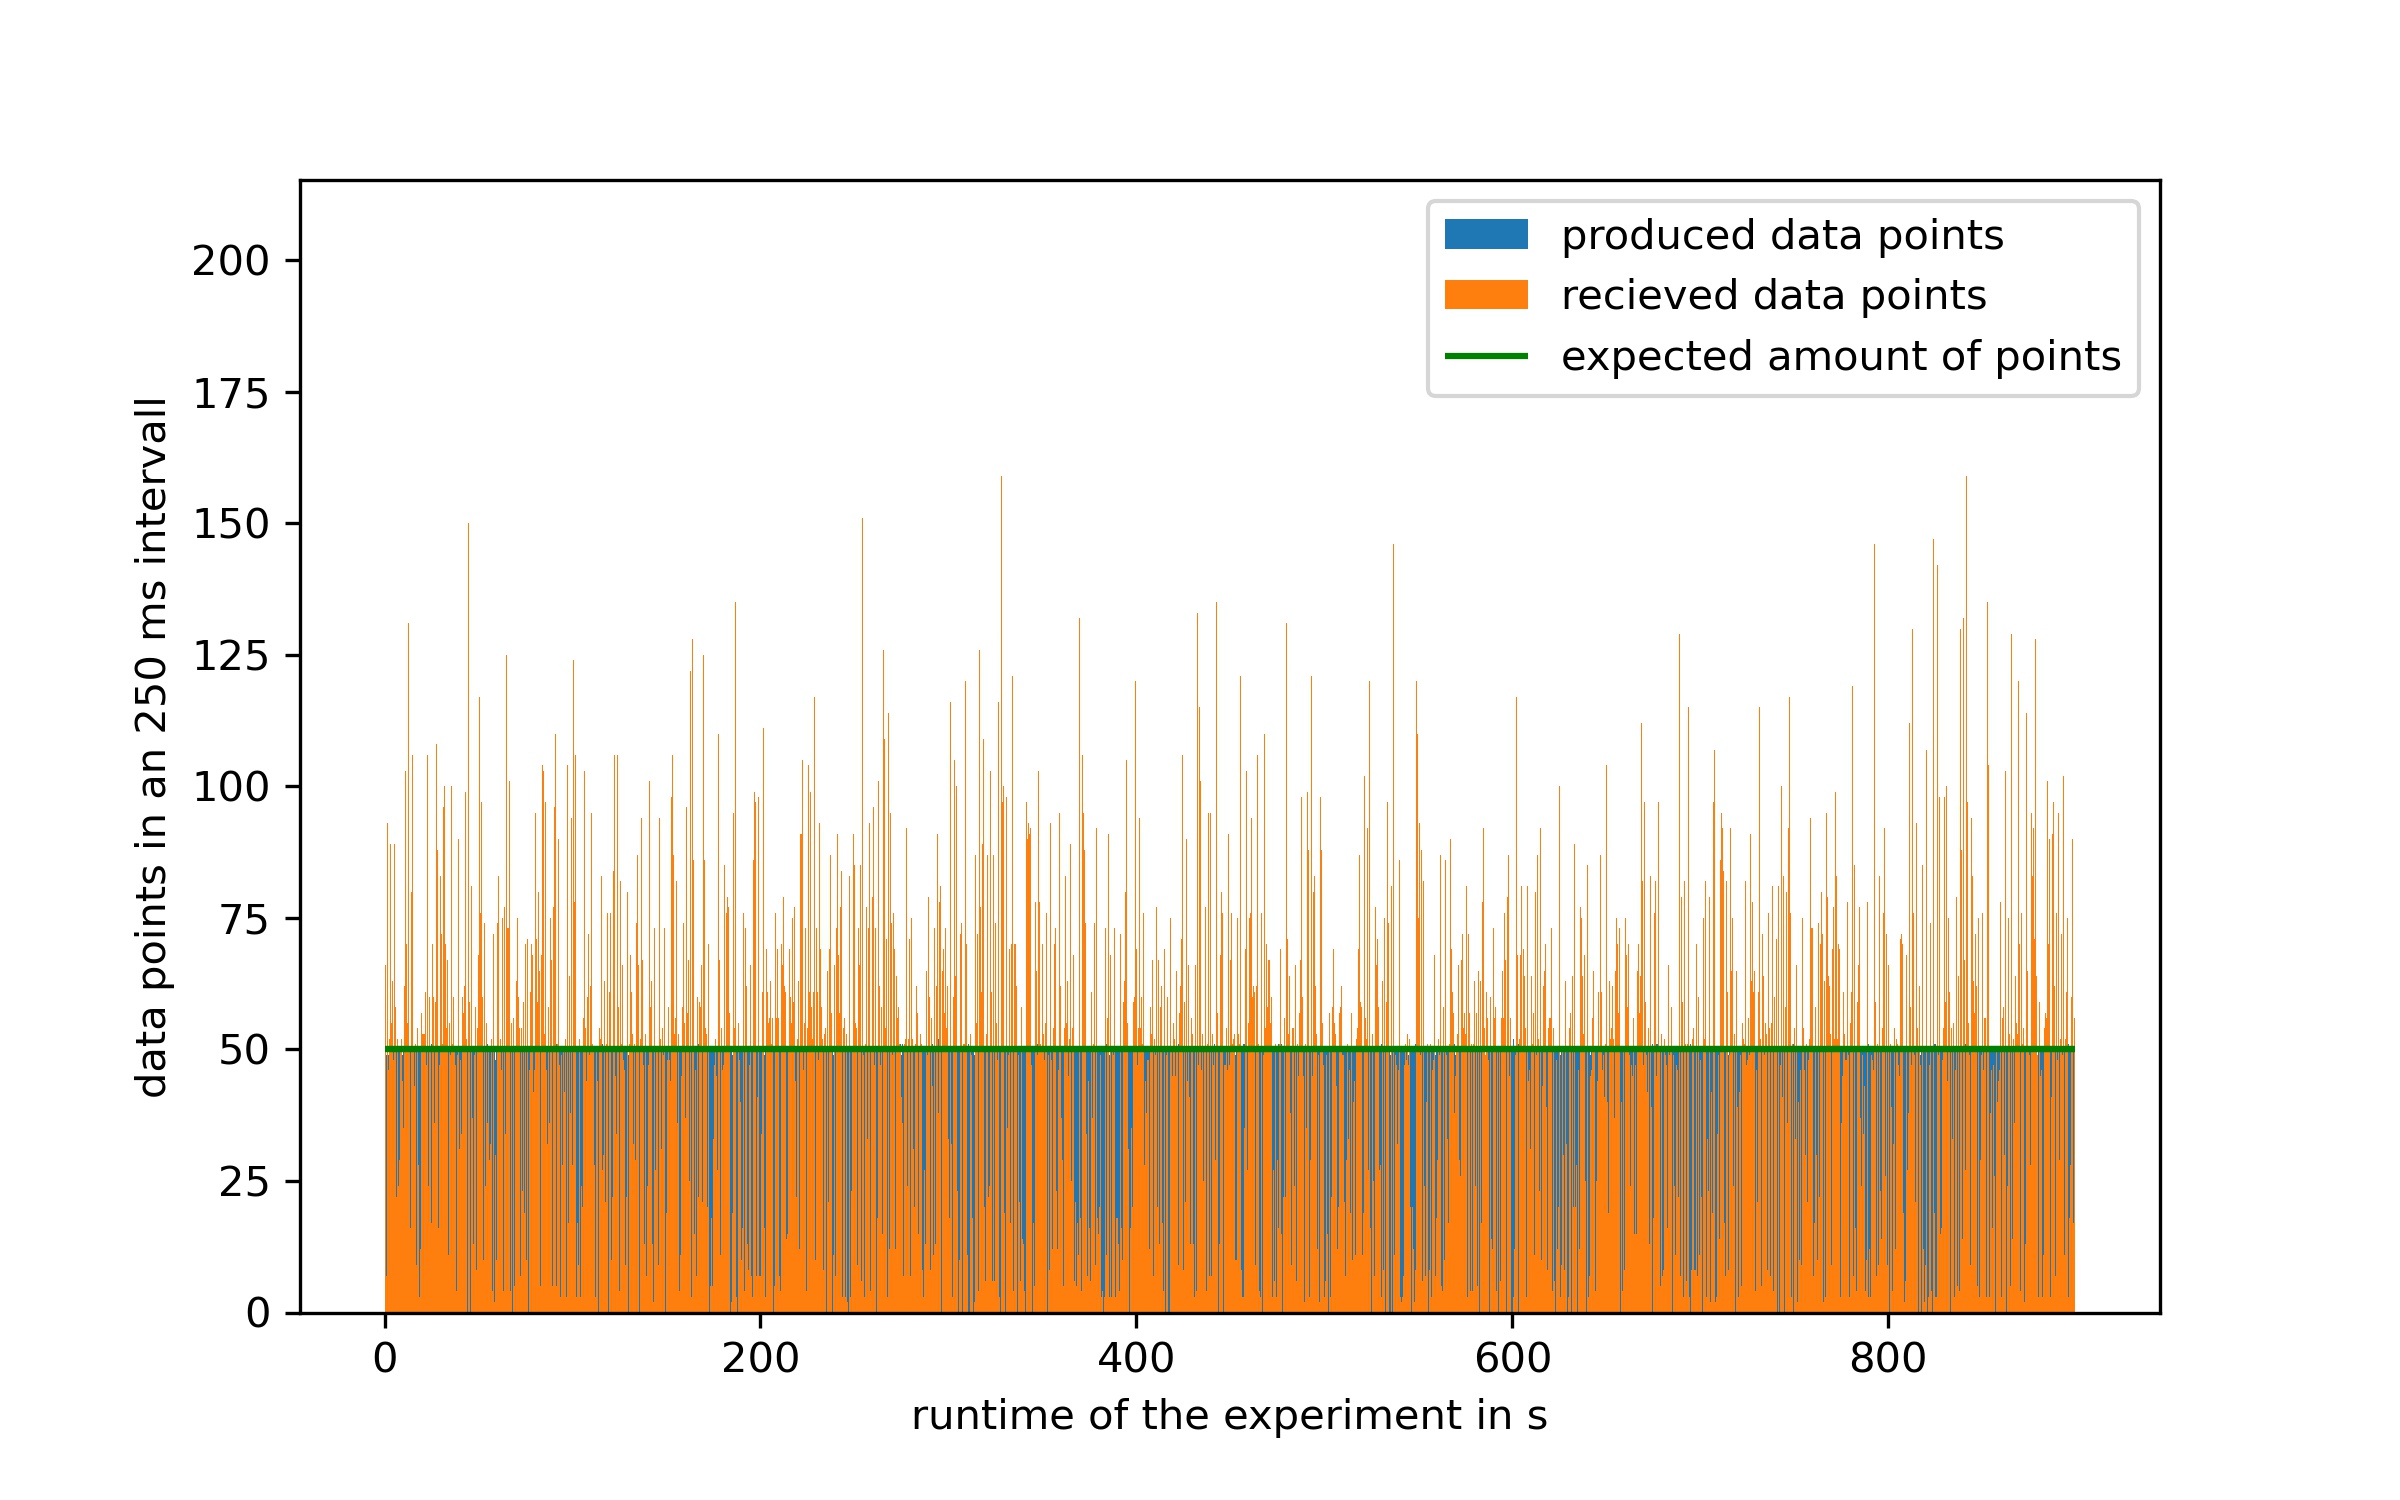 produced data points
recieved data points
expected amount of points
data points in an 250 ms intervall
200
175
150
125
100
75
50
25
0
0 200 400 600 800
runtime of the experiment in s